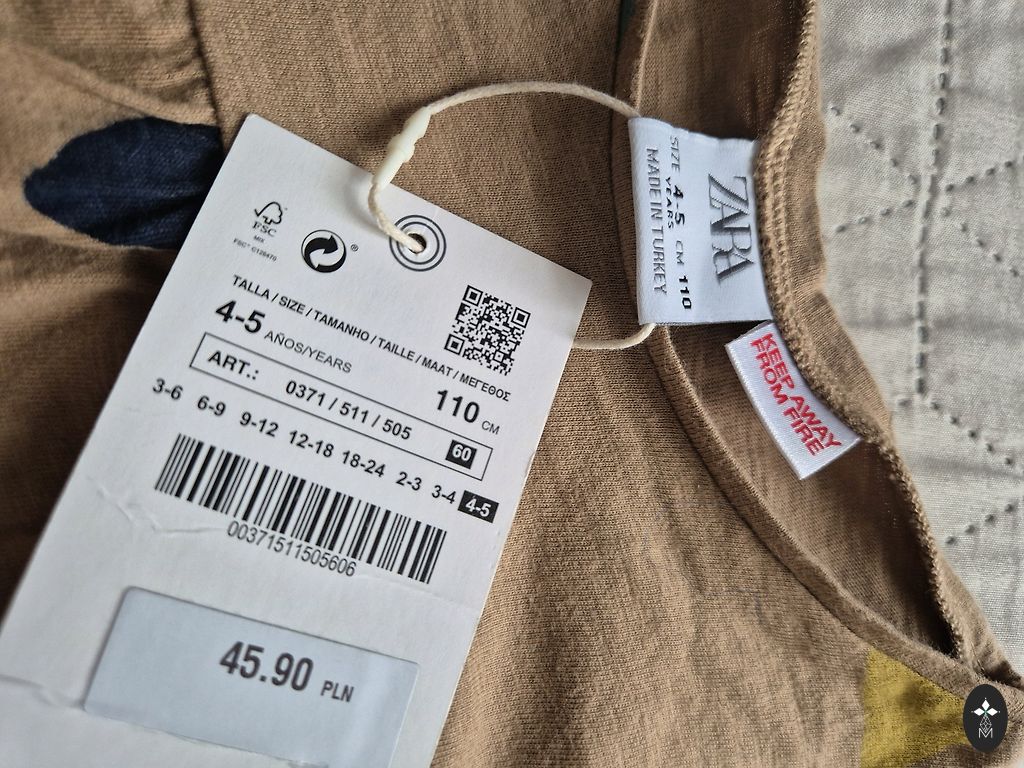 FSC
MIX
FSC® C128470
®
TALLA / SIZE / TAMANHO / TAILLE / MAAT / ΜΕΓΕΘΟΣ
4-5 AÑOS/YEARS
110 CM
ART.: 0371 / 511 / 505 60
3-6 6-9 9-12 12-18 18-24 2-3 3-4 4-5
00371511505606
45.90 PLN
ZARA
SIZE 4-5 CM 110
YEARS
MADE IN TURKEY
KEEP AWAY
FROM FIRE
M